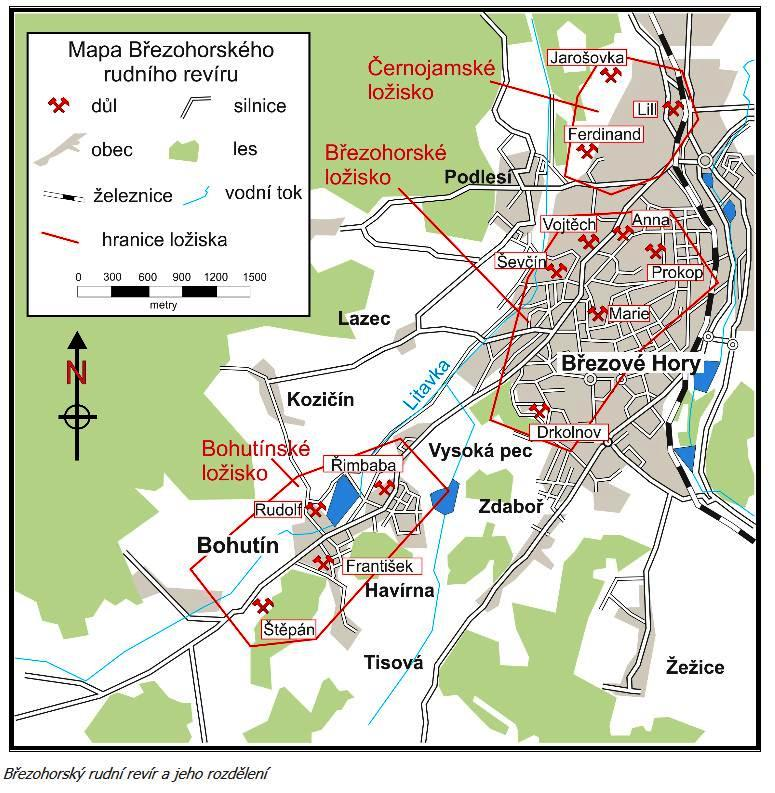 Mapa Březohorského
rudního revíru
důl
silnice
obec
les
železnice
vodní tok
hranice ložiska
0 300 600 900 1200 1500
metry
N
Černojamské
ložisko
Jarošovka
Lill
Ferdinand
Březohorské
ložisko
Podlesí
Vojtěch
Anna
Ševčín
Prokop
Marie
Lazec
Březové Hory
Litavka
Kozičín
Drkolnov
Bohutínské
ložisko
Řimbaba
Vysoká pec
Rudolf
Zdaboř
Bohutín
František
Havírna
Štěpán
Tisová
Žežice
Březohorský rudní revír a jeho rozdělení